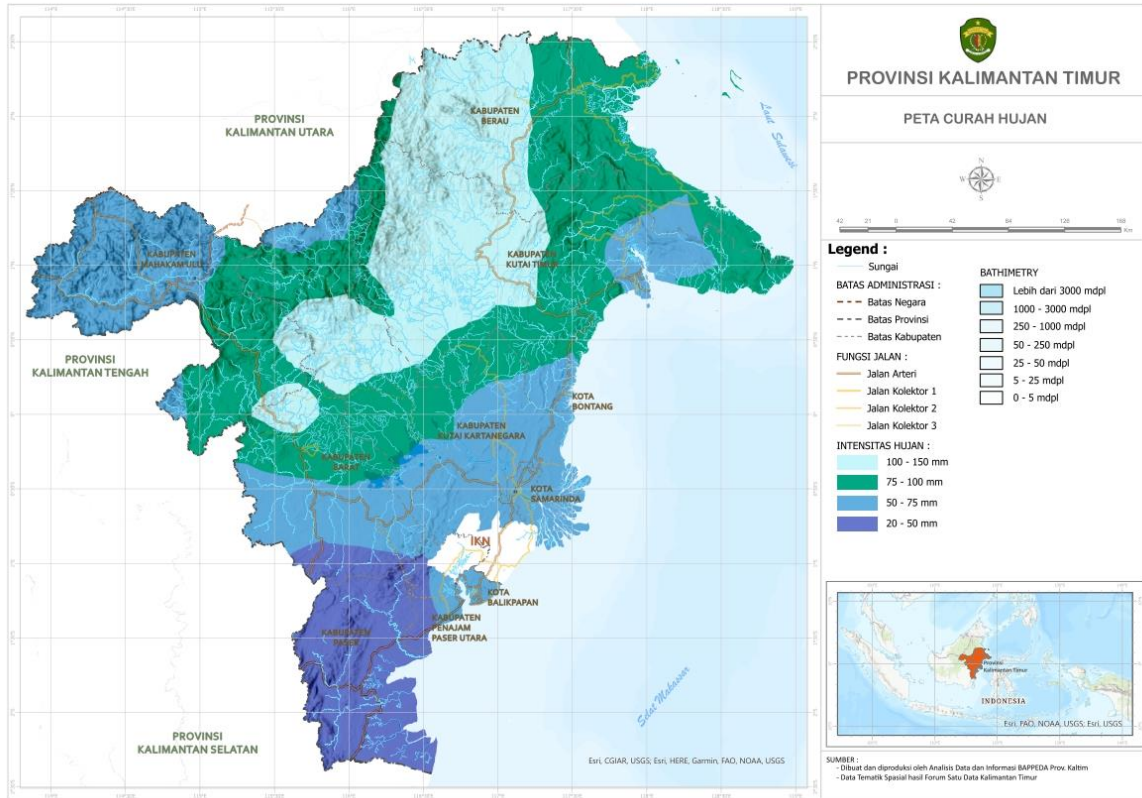 PROVINSI KALIMANTAN TIMUR
PETA CURAH HUJAN
N
W E
S
42 21 0 42 84 126 168
Km
Legend :
Sungai
BATAS ADMINISTRASI :
Batas Negara
Batas Provinsi
Batas Kabupaten
FUNGSI JALAN :
Jalan Arteri
Jalan Kolektor 1
Jalan Kolektor 2
Jalan Kolektor 3
INTENSITAS HUJAN :
100 - 150 mm
75 - 100 mm
50 - 75 mm
20 - 50 mm
BATHIMETRY
Lebih dari 3000 mdpl
1000 - 3000 mdpl
250 - 1000 mdpl
50 - 250 mdpl
25 - 50 mdpl
5 - 25 mdpl
0 - 5 mdpl
PROVINSI
KALIMANTAN UTARA
KABUPATEN
BERAU
Laut Sulawesi
KABUPATEN
MAHAKAM ULU
KABUPATEN
KUTAI TIMUR
PROVINSI
KALIMANTAN TENGAH
KOTA
BONTANG
KABUPATEN
KUTAI KARTANEGARA
KABUPATEN
BARAT
KOTA
SAMARINDA
IKN
KOTA
BALIKPAPAN
KABUPATEN
PENAJAM
PASER UTARA
KABUPATEN
PASER
Selat Makassar
PROVINSI
KALIMANTAN SELATAN
Esri, CGIAR, USGS; Esri, HERE, Garmin, FAO, NOAA, USGS
Provinsi
Kalimantan Timur
INDONESIA
Esri, FAO, NOAA, USGS; Esri, USGS
SUMBER :
- Dibuat dan diproduksi oleh Analisis Data dan Informasi BAPPEDA Prov. Kaltim
- Data Tematik Spasial hasil Forum Satu Data Kalimantan Timur